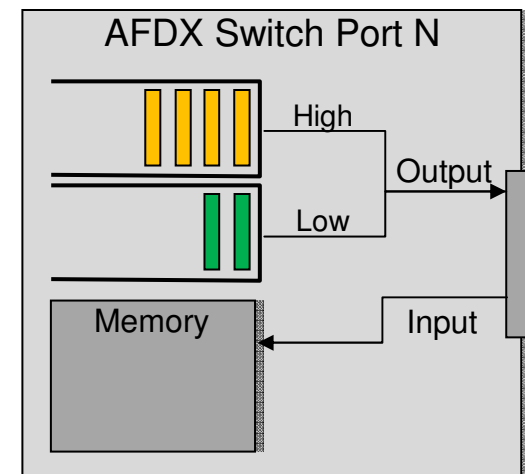 AFDX Switch Port N
High
Output
Low
Memory
Input